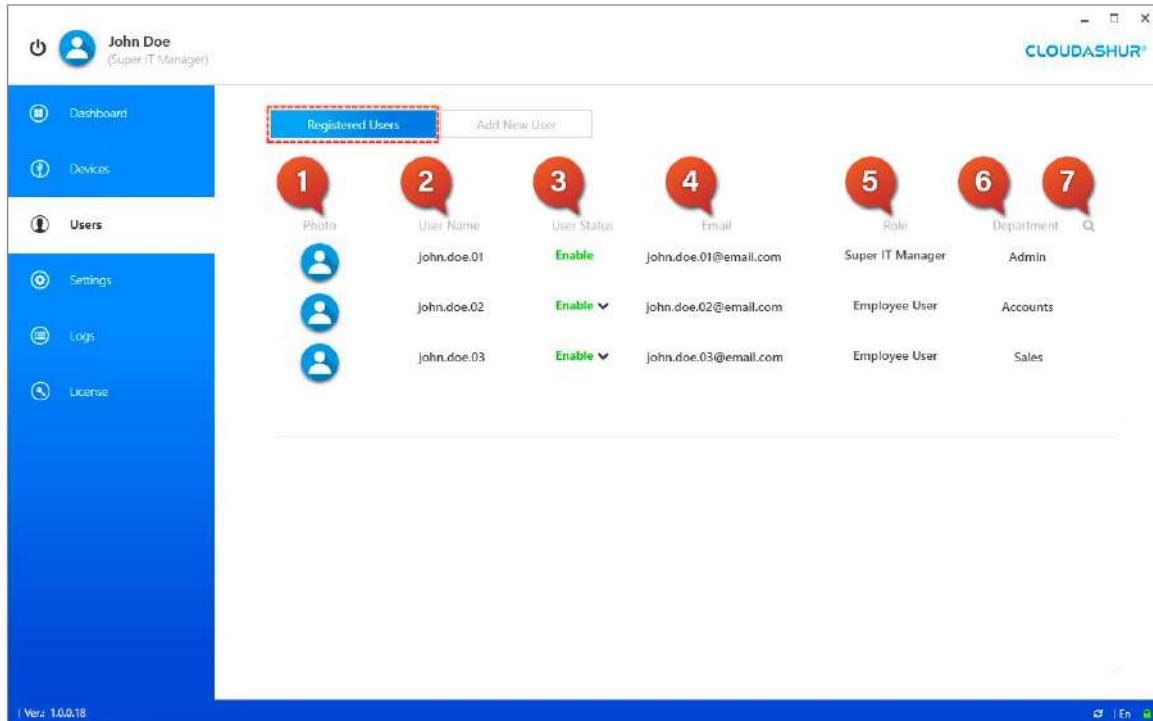 John Doe
(Super IT Manager)
CLOUDASHUR®
Dashboard
Devices
Users
Settings
Logs
License
Registered Users
Add New User
1 2 3 4 5 6 7
Photo User Name User Status Email Role Department
john.doe.01 Enable john.doe.01@email.com Super IT Manager Admin
john.doe.02 Enable john.doe.02@email.com Employee User Accounts
john.doe.03 Enable john.doe.03@email.com Employee User Sales
| Ver.: 1.0.0.18
| En